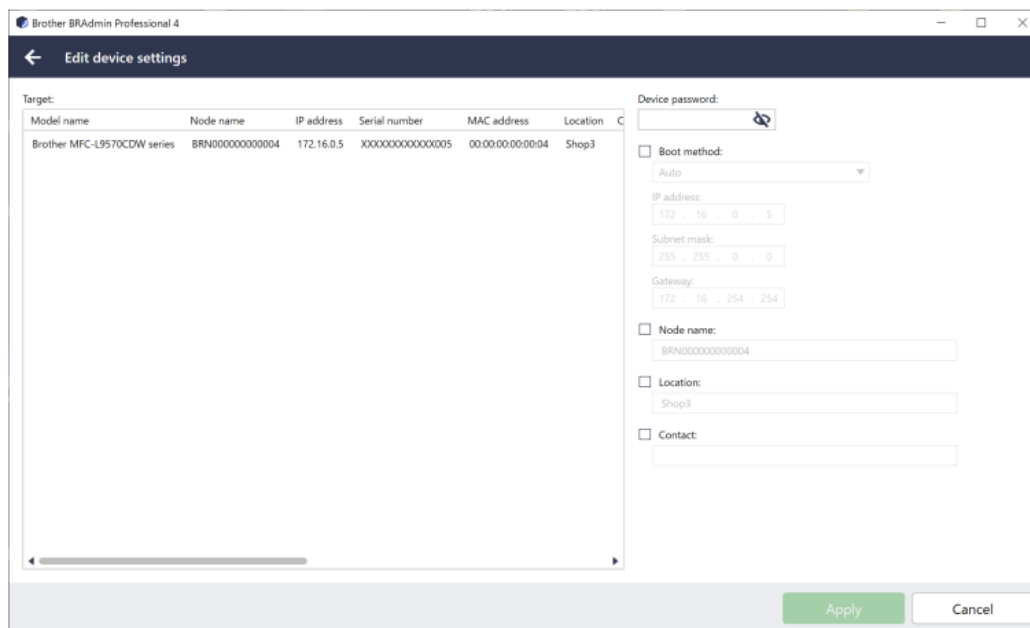 Brother BRAdmin Professional 4
Edit device settings
Target:
Model name Node name IP address Serial number MAC address Location C
Brother MFC-L9570CDW series BRN000000000004 172.16.0.5 XXXXXXXXXXXX005 00:00:00:00:00:04 Shop3
Device password:
Boot method:
Auto
IP address:
172 . 16 . 0 . 5
Subnet mask:
255 . 255 . 0 . 0
Gateway:
172 . 16 . 254 . 254
Node name:
BRN000000000004
Location:
Shop3
Contact:
Apply Cancel